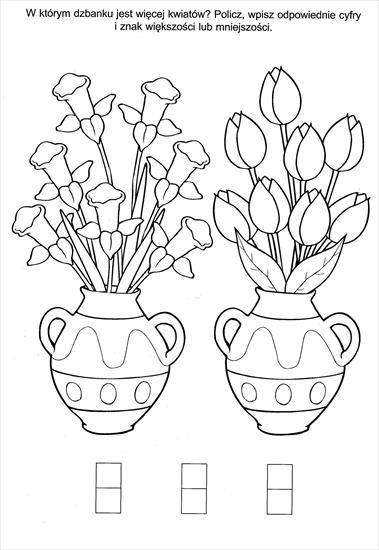 W którym dzbanku jest więcej kwiatów? Policz, wpisz odpowiednie cyfry
i znak większości lub mniejszości.